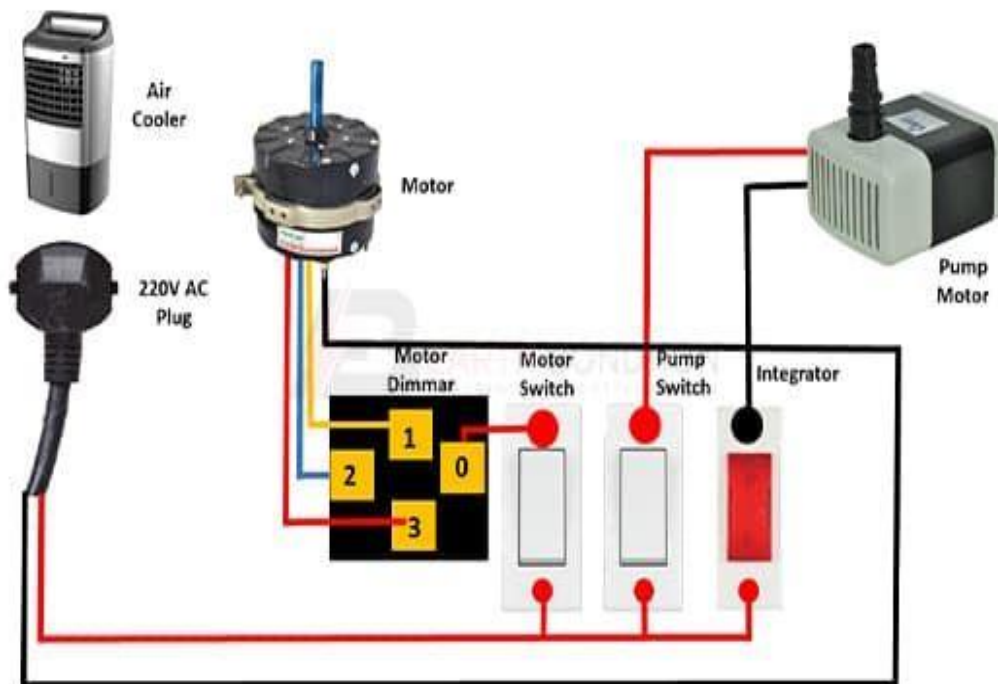 Air
Cooler
Motor
220V AC
Plug
Pump
Motor
Motor
Dimmar
Motor
Switch
Pump
Switch
Integrator
1
0
2
3